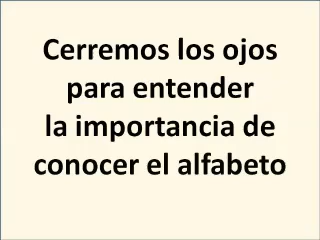 Cerremos los ojos
para entender
la importancia de
conocer el alfabeto